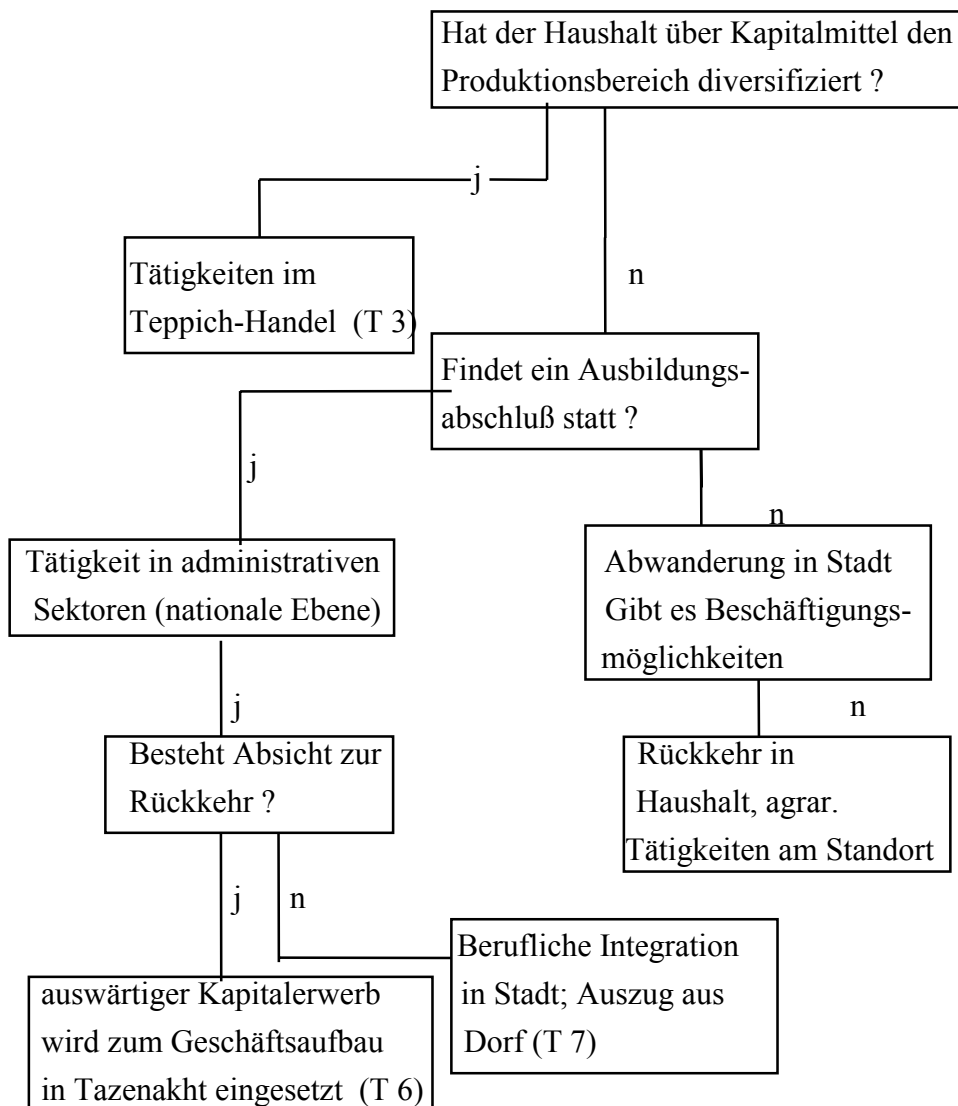 Hat der Haushalt über Kapitalmittel den
Produktionsbereich diversifiziert ?
j
Tätigkeiten im
Teppich-Handel (T 3)
n
Findet ein Ausbildungs-
abschluß statt ?
j
n
Tätigkeit in administrativen
Sektoren (nationale Ebene)
Abwanderung in Stadt
Gibt es Beschäftigungs-
möglichkeiten
j
n
Besteht Absicht zur
Rückkehr ?
Rückkehr in
Haushalt, agrar.
Tätigkeiten am Standort
j
n
Berufliche Integration
in Stadt; Auszug aus
Dorf (T 7)
auswärtiger Kapitalerwerb
wird zum Geschäftsaufbau
in Tazenakht eingesetzt (T 6)